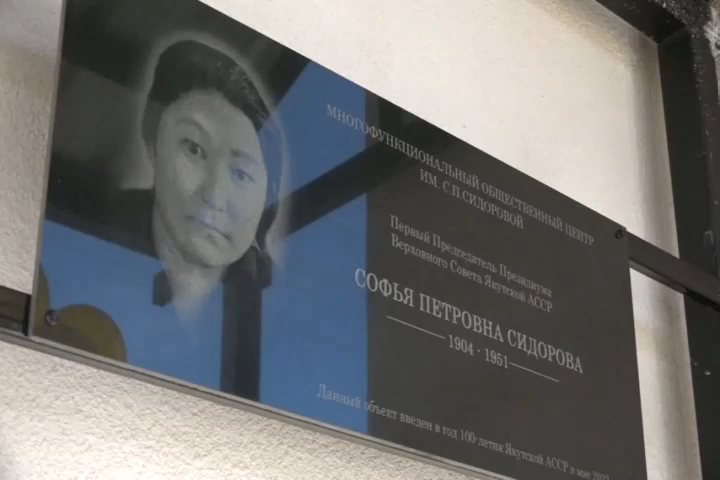 МНОГОФУНКЦИОНАЛЬНЫЙ ОБЩЕСТВЕННЫЙ ЦЕНТР
ИМ. С.П.СИДОРОВОЙ
Первый Председатель Президиума
Верховного Совета Якутской АССР
СОФЬЯ ПЕТРОВНА СИДОРОВА
1904 - 1951
Данный объект введен в год 100-летия Якутской АССР в мае